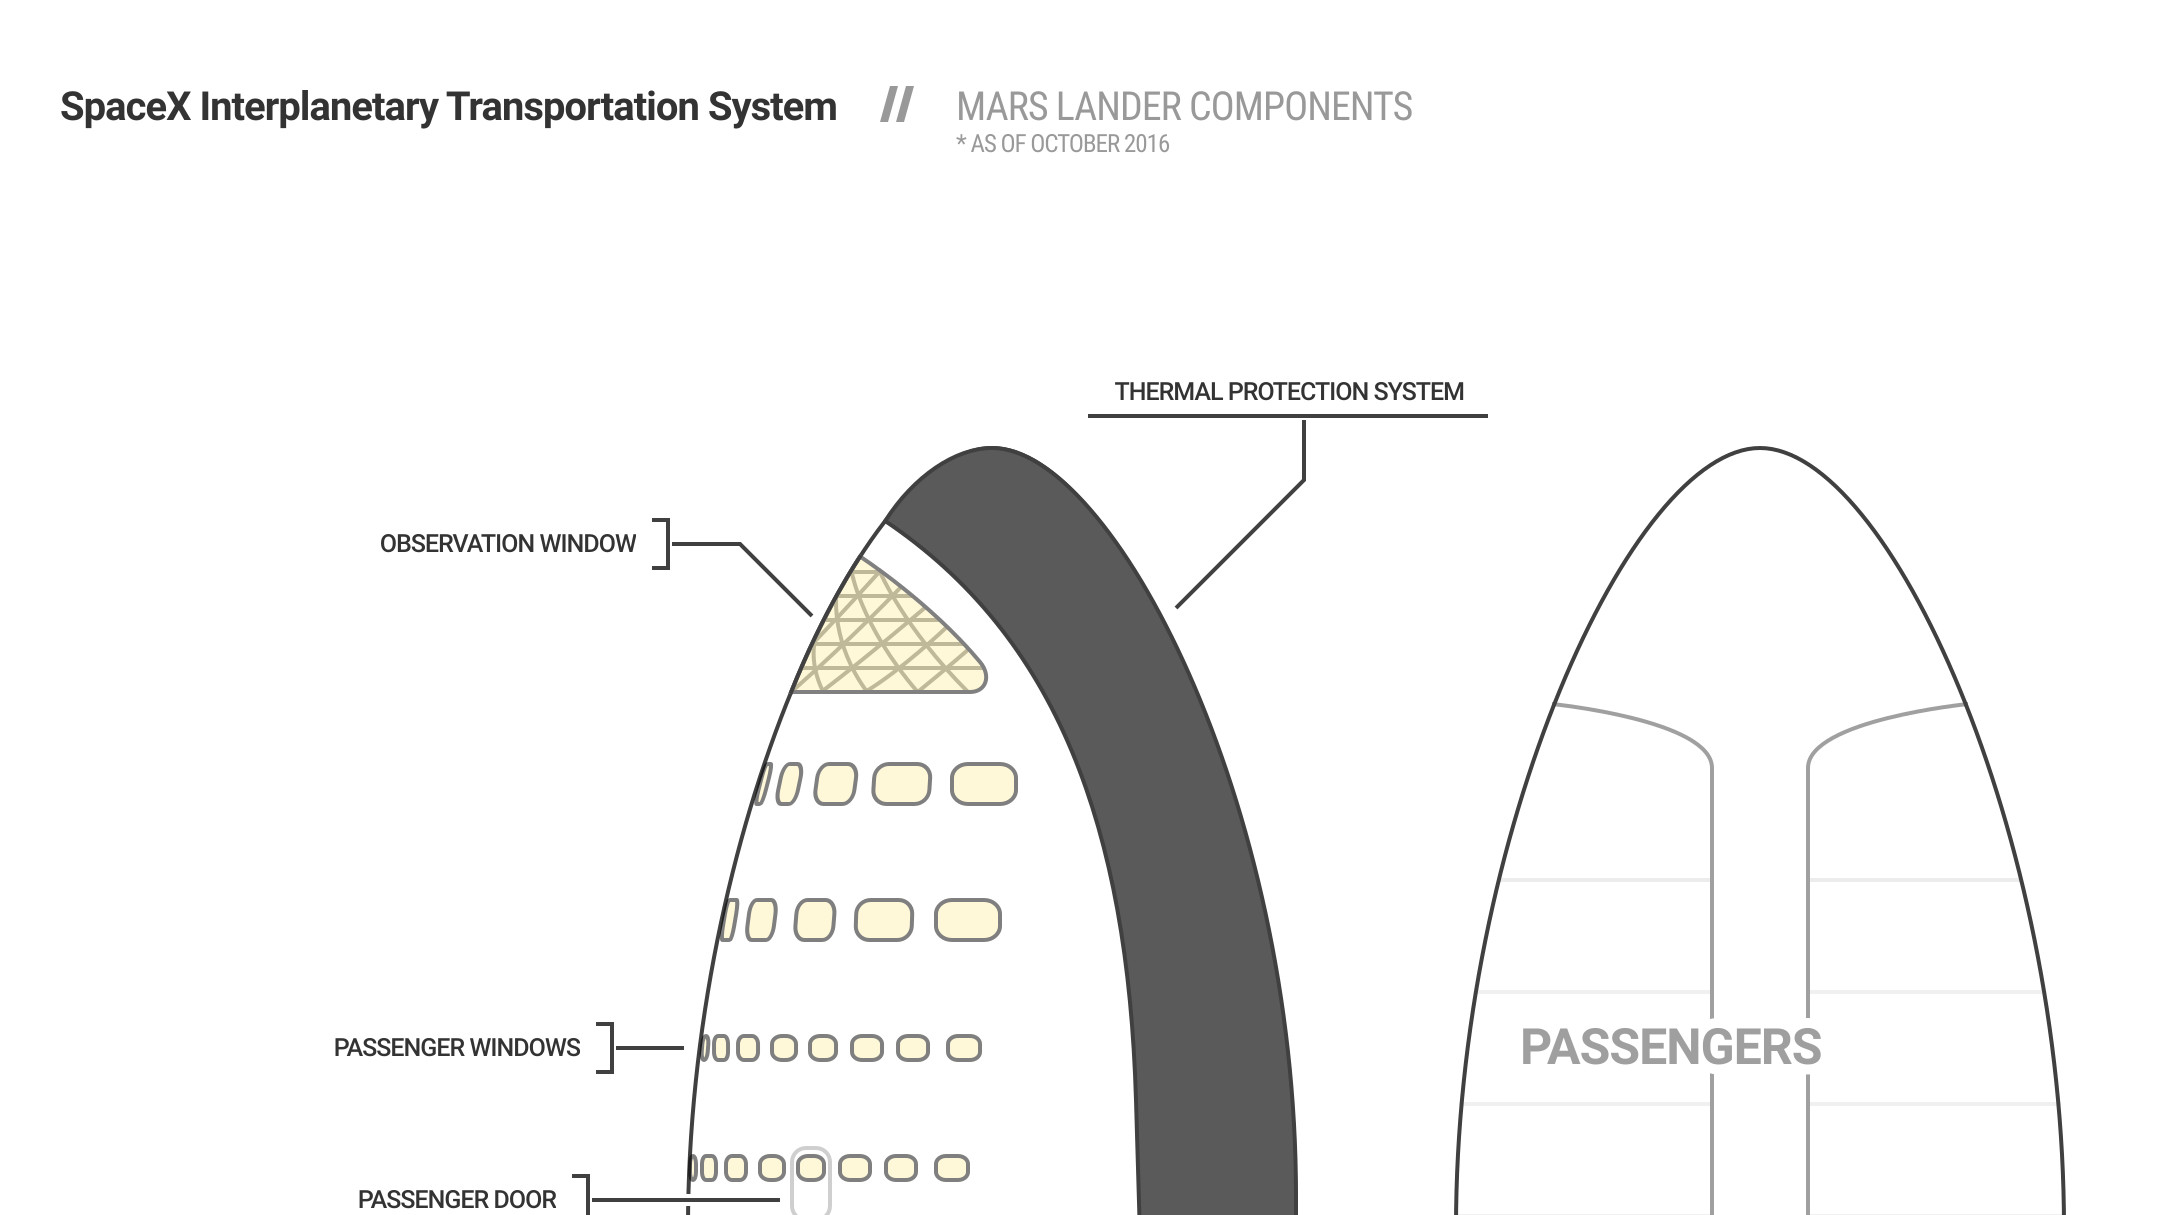 SpaceX Interplanetary Transportation System // MARS LANDER COMPONENTS
* AS OF OCTOBER 2016
THERMAL PROTECTION SYSTEM
OBSERVATION WINDOW
PASSENGER WINDOWS
PASSENGERS
PASSENGER DOOR